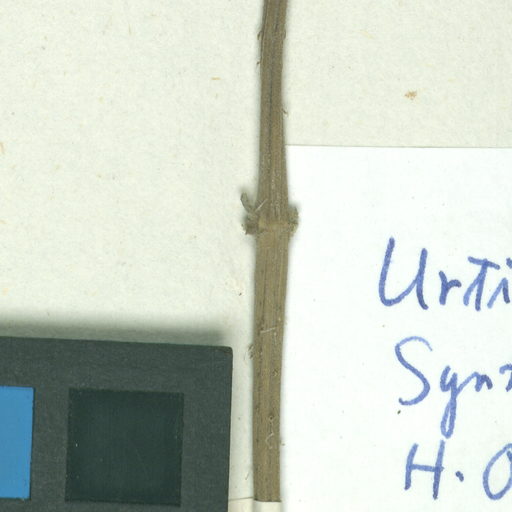 Urti
Syn
H. O